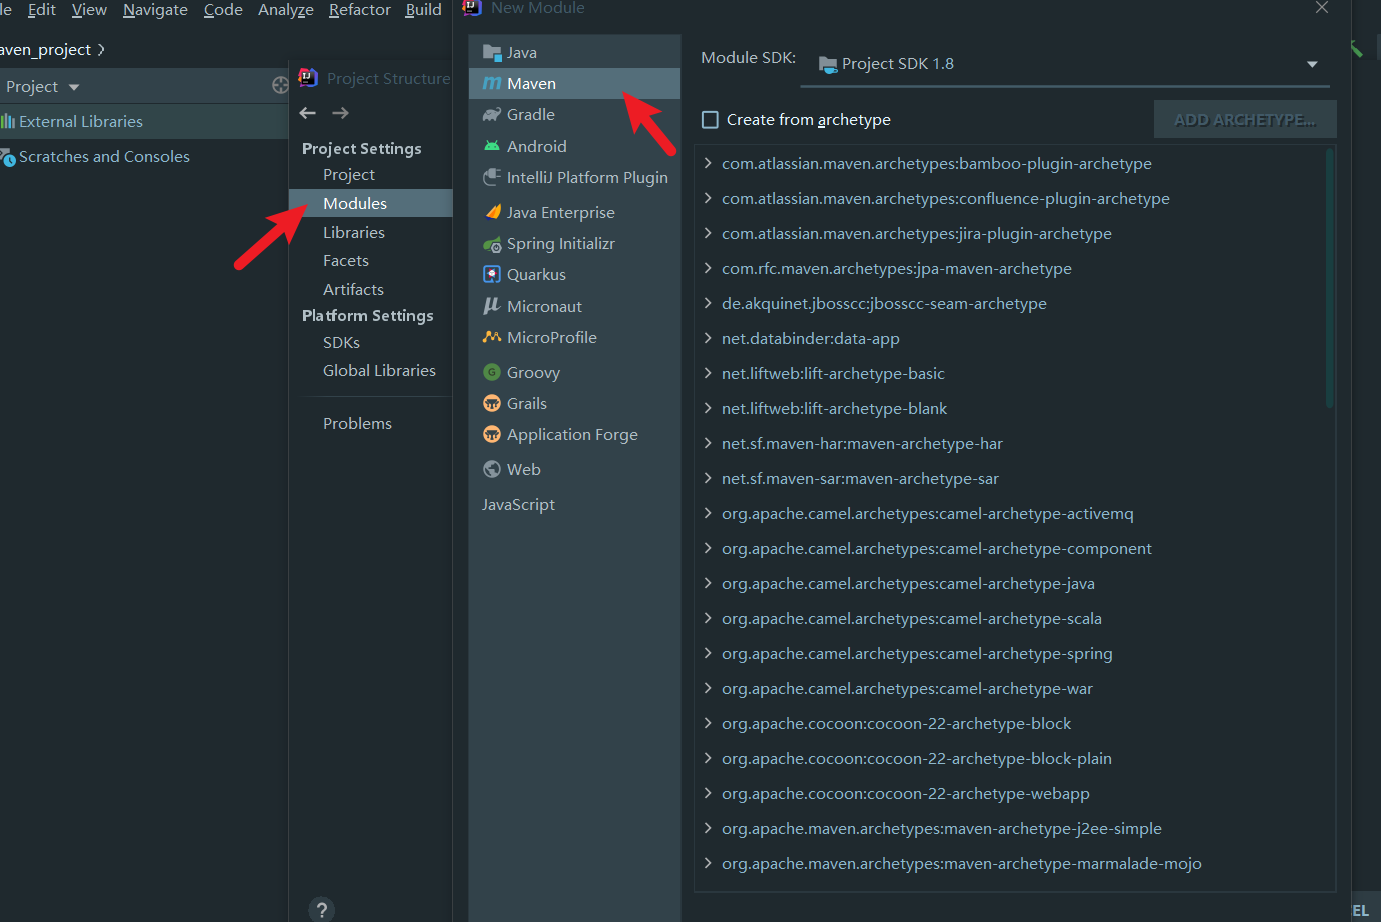 le Edit View Navigate Code Analyze Refactor Build
aven_project
Project
External Libraries
Scratches and Consoles
Project Structure
Project Settings
Project
Modules
Libraries
Facets
Artifacts
Platform Settings
SDKs
Global Libraries
Problems
?
New Module
Java
Maven
Gradle
Android
IntelliJ Platform Plugin
Java Enterprise
Spring Initializr
Quarkus
Micronaut
MicroProfile
Groovy
Grails
Application Forge
Web
JavaScript
Module SDK: Project SDK 1.8
Create from archetype
ADD ARCHETYPE...
com.atlassian.maven.archetypes:bamboo-plugin-archetype
com.atlassian.maven.archetypes:confluence-plugin-archetype
com.atlassian.maven.archetypes:jira-plugin-archetype
com.rfc.maven.archetypes:jpa-maven-archetype
de.akquinet.jbosscc:jbosscc-seam-archetype
net.databinder:data-app
net.liftweb:lift-archetype-basic
net.liftweb:lift-archetype-blank
net.sf.maven-har:maven-archetype-har
net.sf.maven-sar:maven-archetype-sar
org.apache.camel.archetypes:camel-archetype-activemq
org.apache.camel.archetypes:camel-archetype-component
org.apache.camel.archetypes:camel-archetype-java
org.apache.camel.archetypes:camel-archetype-scala
org.apache.camel.archetypes:camel-archetype-spring
org.apache.camel.archetypes:camel-archetype-war
org.apache.cocoon:cocoon-22-archetype-block
org.apache.cocoon:cocoon-22-archetype-block-plain
org.apache.cocoon:cocoon-22-archetype-webapp
org.apache.maven.archetypes:maven-archetype-j2ee-simple
org.apache.maven.archetypes:maven-archetype-marmalade-mojo
EL